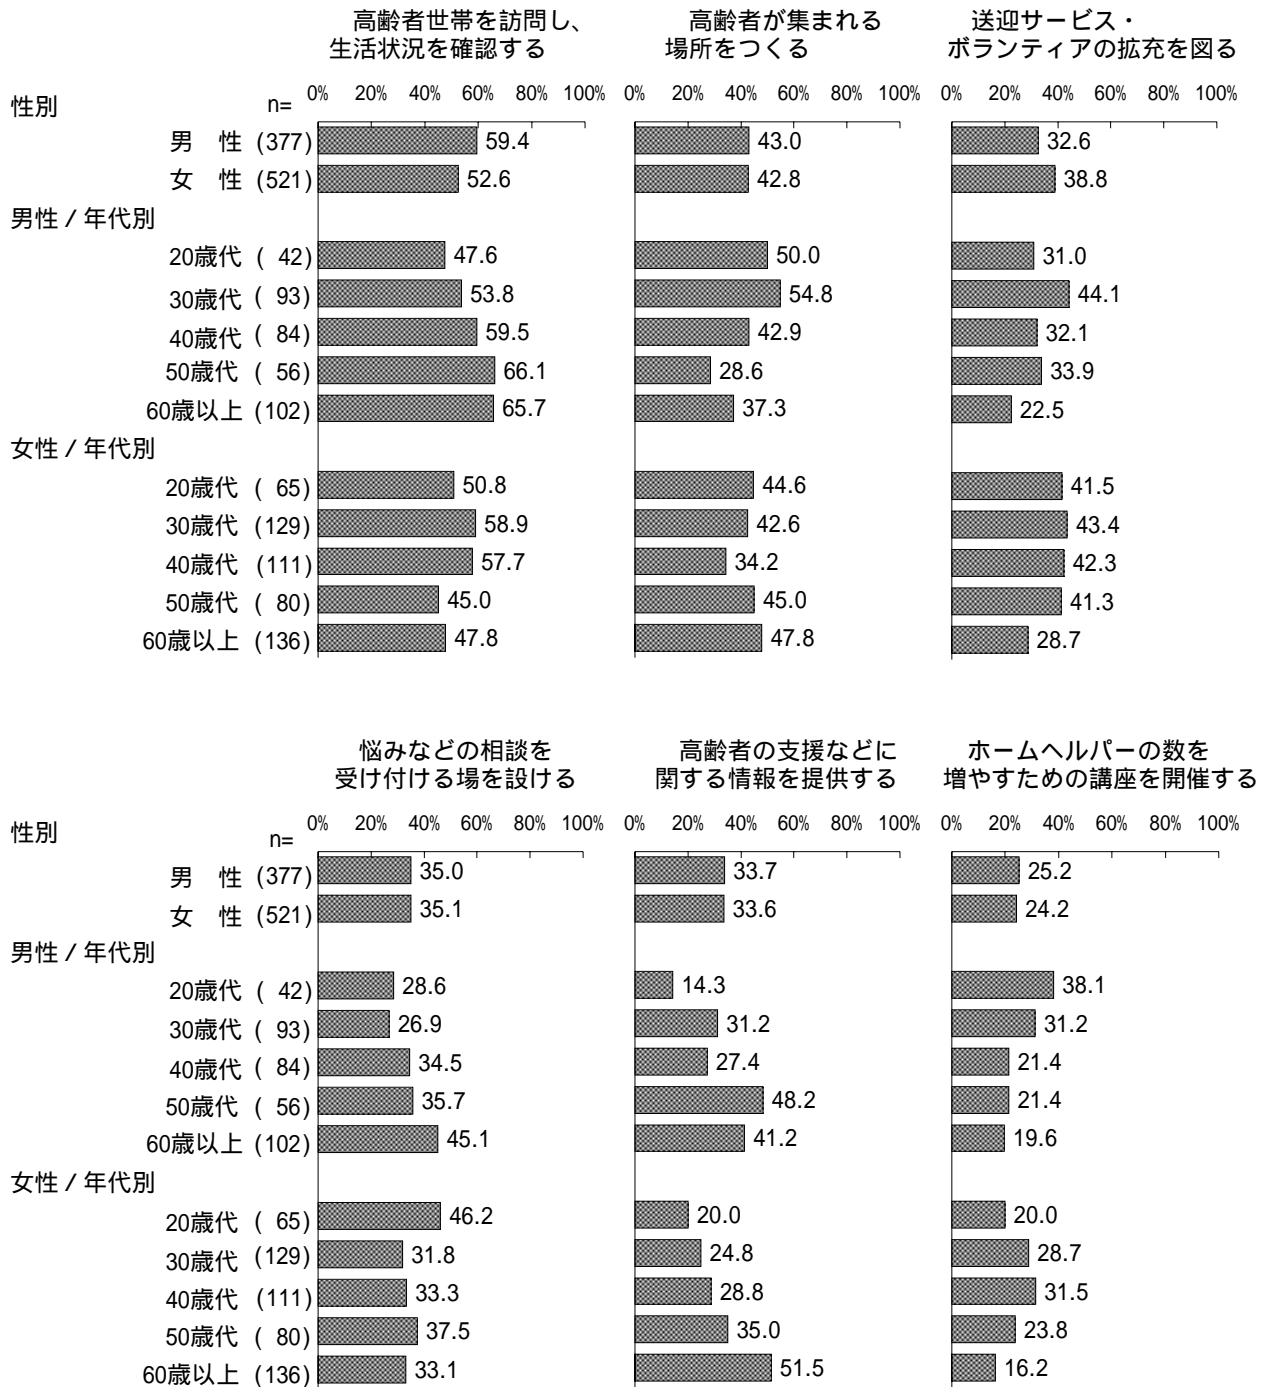 高齢者世帯を訪問し、
生活状況を確認する
高齢者が集まれる
場所をつくる
送迎サービス・
ボランティアの拡充を図る
性別 n= 0% 20% 40% 60% 80% 100% 0% 20% 40% 60% 80% 100% 0% 20% 40% 60% 80% 100%
男 性 (377) 59.4 43.0 32.6
女 性 (521) 52.6 42.8 38.8
男性 / 年代別
20歳代 ( 42) 47.6 50.0 31.0
30歳代 ( 93) 53.8 54.8 44.1
40歳代 ( 84) 59.5 42.9 32.1
50歳代 ( 56) 66.1 28.6 33.9
60歳以上 (102) 65.7 37.3 22.5
女性 / 年代別
20歳代 ( 65) 50.8 44.6 41.5
30歳代 (129) 58.9 42.6 43.4
40歳代 (111) 57.7 34.2 42.3
50歳代 ( 80) 45.0 45.0 41.3
60歳以上 (136) 47.8 47.8 28.7
悩みなどの相談を
受け付ける場を設ける
高齢者の支援などに
関する情報を提供する
ホームヘルパーの数を
増やすための講座を開催する
性別 n= 0% 20% 40% 60% 80% 100% 0% 20% 40% 60% 80% 100% 0% 20% 40% 60% 80% 100%
男 性 (377) 35.0 33.7 25.2
女 性 (521) 35.1 33.6 24.2
男性 / 年代別
20歳代 ( 42) 28.6 14.3 38.1
30歳代 ( 93) 26.9 31.2 31.2
40歳代 ( 84) 34.5 27.4 21.4
50歳代 ( 56) 35.7 48.2 21.4
60歳以上 (102) 45.1 41.2 19.6
女性 / 年代別
20歳代 ( 65) 46.2 20.0 20.0
30歳代 (129) 31.8 24.8 28.7
40歳代 (111) 33.3 28.8 31.5
50歳代 ( 80) 37.5 35.0 23.8
60歳以上 (136) 33.1 51.5 16.2